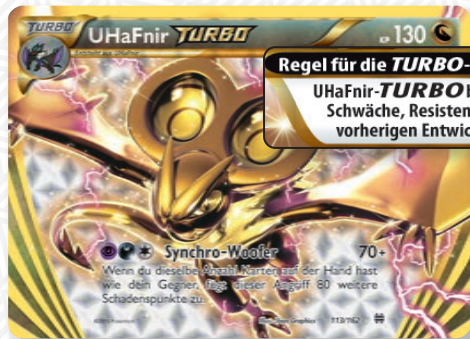 TURBO
UHaFnir TURBO
KP 130
Entwickelt aus UHaFnir
Regel für die TURBO-
UHaFnir-TURBO
Schwäche, Resisten
vorherigen Entwic
Synchro-Woofer 70+
Wenn du dieselbe Anzahl Karten auf der Hand hast
wie dein Gegner, fügt dieser Angriff 80 weitere
Schadenspunkte zu.
113/162